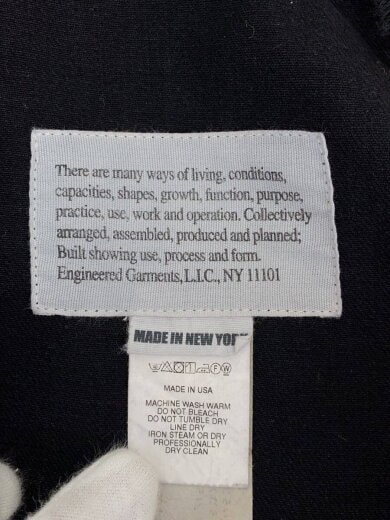 There are many ways of living, conditions,
capacities, shapes, growth, function, purpose,
practice, use, work and operation. Collectively
arranged, assembled, produced and planned;
Built showing use, process and form.
Engineered Garments, L.I.C., NY 11101
MADE IN NEW YORK
MADE IN USA
MACHINE WASH WARM
DO NOT BLEACH
DO NOT TUMBLE DRY
LINE DRY
IRON STEAM OR DRY
PROFESSIONALLY
DRY CLEAN